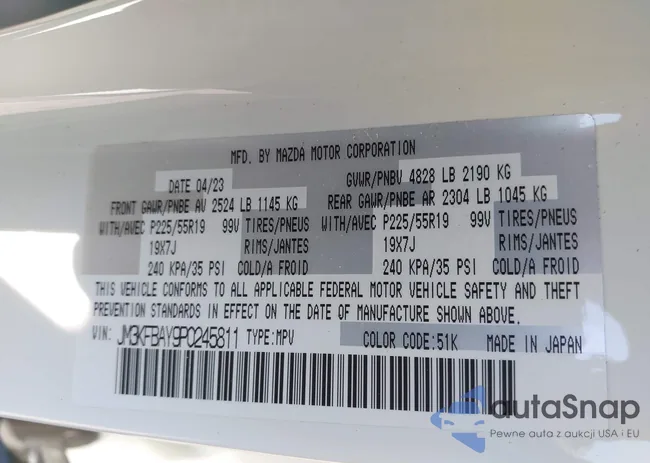 MFD. BY MAZDA MOTOR CORPORATION
DATE 04/23 GVWR/PNBV 4828 LB 2190 KG
FRONT GAWR/PNBE AV 2524 LB 1145 KG REAR GAWR/PNBE AR 2304 LB 1045 KG
WITH/AVEC P225/55R19 99V TIRES/PNEUS WITH/AVEC P225/55R19 99V TIRES/PNEUS
19X7J RIMS/JANTES 19X7J RIMS/JANTES
240 KPA/35 PSI COLD/A FROID 240 KPA/35 PSI COLD/A FROID
THIS VEHICLE CONFORMS TO ALL APPLICABLE FEDERAL MOTOR VEHICLE SAFETY AND THEFT
PREVENTION STANDARDS IN EFFECT ON THE DATE OF MANUFACTURE SHOWN ABOVE.
VIN: JM3KFBAY9P0245811 TYPE:MPV COLOR CODE:51K MADE IN JAPAN
autaSnap
Pewne auta z aukcji USA i EU